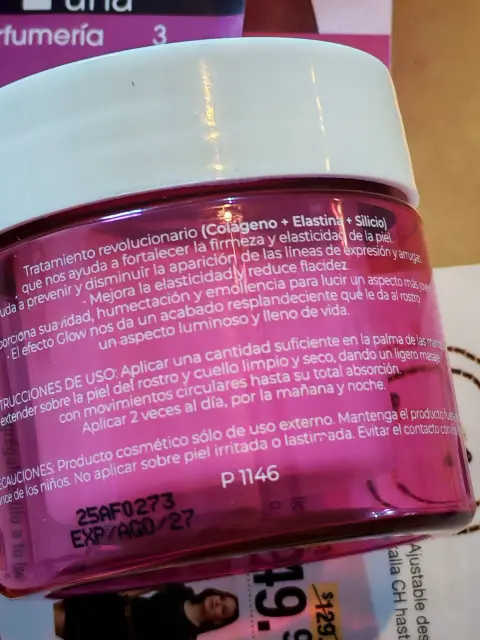 una
rfumería 3
Tratamiento revolucionario (Colágeno + Elastina + Silicio)
que nos ayuda a fortalecer la firmeza y elasticidad de la piel.
uda a prevenir y disminuir la aparición de las líneas de expresión y arrugas.
· Mejora la elasticidad y reduce flacidez.
porciona suavidad, humectación y emoliencia para lucir un aspecto más
· El efecto Glow nos da un acabado resplandeciente que le da al rostro
un aspecto luminoso y lleno de vida.
TRUCCIONES DE USO: Aplicar una cantidad suficiente en la palma de las manos
extender sobre la piel del rostro y cuello limpio y seco, dando un ligero masaje
con movimientos circulares hasta su total absorción.
Aplicar 2 veces al día, por la mañana y noche.
ECAUCIONES: Producto cosmético sólo de uso externo. Mantenga el producto
nce de los niños. No aplicar sobre piel irritada o lastimada. Evitar el contacto con
P 1146
25AF0273
EXP/AGO/27
Ajustable des
talla CH hast
$129